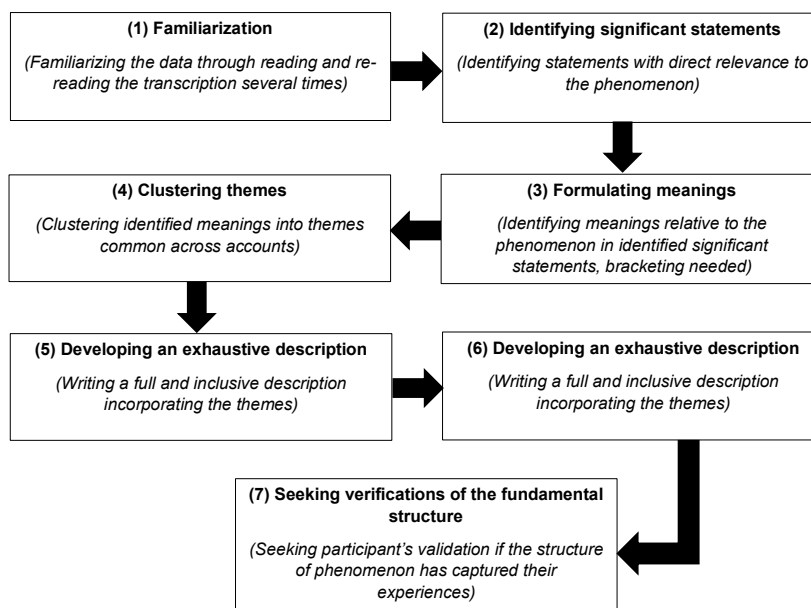 (1) Familiarization
(Familiarizing the data through reading and re-
reading the transcription several times)
(2) Identifying significant statements
(Identifying statements with direct relevance to
the phenomenon)
(3) Formulating meanings
(Identifying meanings relative to the
phenomenon in identified significant
statements, bracketing needed)
(4) Clustering themes
(Clustering identified meanings into themes
common across accounts)
(5) Developing an exhaustive description
(Writing a full and inclusive description
incorporating the themes)
(6) Developing an exhaustive description
(Writing a full and inclusive description
incorporating the themes)
(7) Seeking verifications of the fundamental
structure
(Seeking participant's validation if the structure
of phenomenon has captured their
experiences)